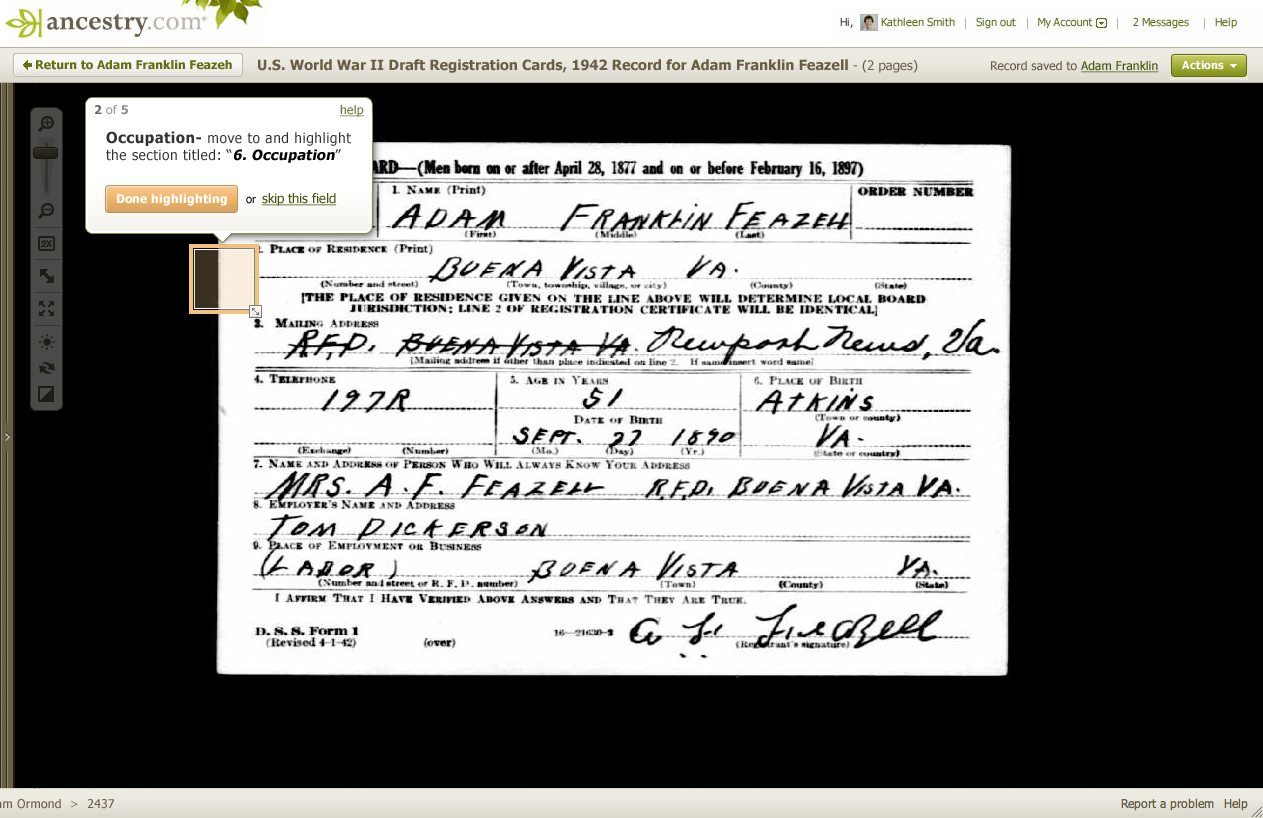 ancestry.com
Hi, Kathleen Smith | Sign out | My Account | 2 Messages | Help
Return to Adam Franklin Feazeh
U.S. World War II Draft Registration Cards, 1942 Record for Adam Franklin Feazell - (2 pages)
Record saved to Adam Franklin
Actions
2 of 5
help
Occupation- move to and highlight
the section titled: “6. Occupation”
Done highlighting or skip this field
2X
ARD—(Men born on or after April 28, 1877 and on or before February 16, 1897)
1. NAME (Print)
ORDER NUMBER
ADAM FRANKLIN FEAZELL
(First) (Middle) (Last)
2. PLACE OF RESIDENCE (Print)
BUENA VISTA VA.
(Number and street) (Town, township, village, or city) (County) (State)
[THE PLACE OF RESIDENCE GIVEN ON THE LINE ABOVE WILL DETERMINE LOCAL BOARD
JURISDICTION; LINE 2 OF REGISTRATION CERTIFICATE WILL BE IDENTICAL]
3. MAILING ADDRESS
R.F.D. BUENA VISTA VA. Newport News, Va.
[Mailing address if other than place indicated on line 2. If same insert word same]
4. TELEPHONE
5. AGE IN YEARS
6. PLACE OF BIRTH
197R
51
ATKINS
DATE OF BIRTH
(Town or county)
SEPT. 27 1890
VA.
(Exchange) (Number)
(Mo.) (Day) (Yr.)
(State or country)
7. NAME AND ADDRESS OF PERSON WHO WILL ALWAYS KNOW YOUR ADDRESS
MRS. A. F. FEAZELL R.F.D. BUENA VISTA VA.
8. EMPLOYER'S NAME AND ADDRESS
TOM DICKERSON
9. PLACE OF EMPLOYMENT OR BUSINESS
(LABOR) BUENA VISTA VA.
(Number and street or R. F. D. number) (Town) (County) (State)
I AFFIRM THAT I HAVE VERIFIED ABOVE ANSWERS AND THAT THEY ARE TRUE.
D. S. S. Form 1
(Revised 4-1-42)
(over)
16—21630-2
A F Feazell
(Registrant's signature)
am Ormond > 2437
Report a problem Help